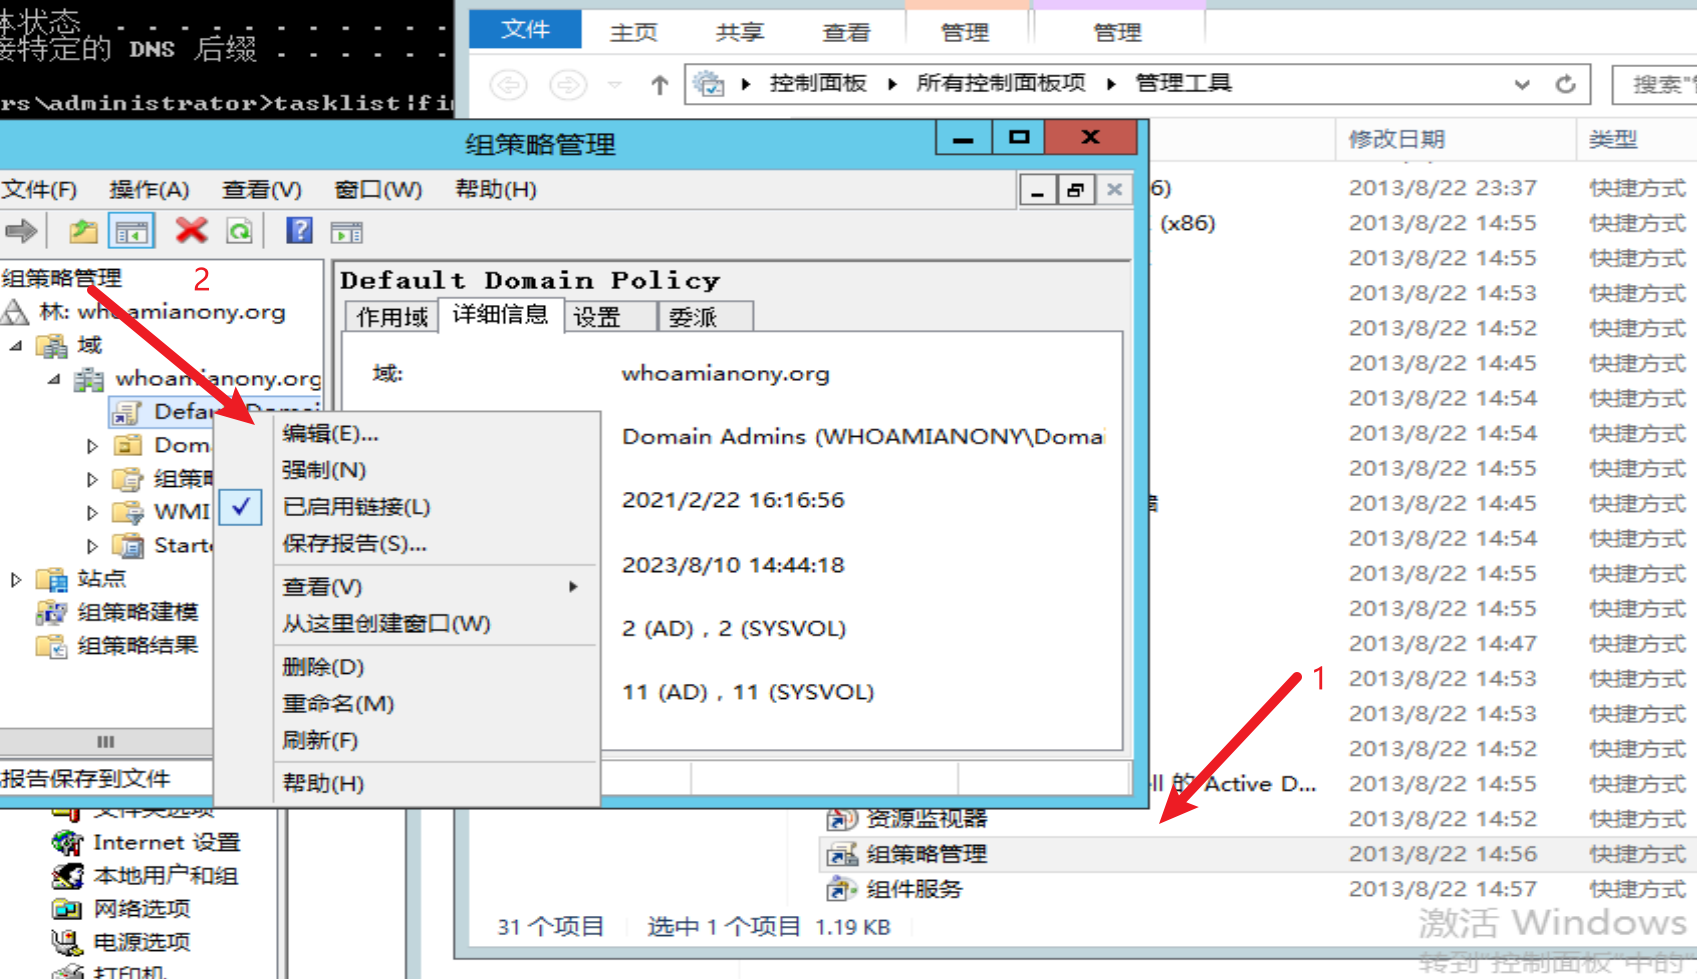 体状态 . . . . . . . . . . .
接特定的 DNS 后缀 . . . . . .
rs\administrator>tasklist|fi
文件
主页
共享
查看
管理
管理
控制面板
所有控制面板项
管理工具
搜索"
修改日期
类型
组策略管理
文件(F)
操作(A)
查看(V)
窗口(W)
帮助(H)
组策略管理
2
林: whoamianony.org
域
whoamianony.org
Default Domai
Doma
组策略
WMI
Starte
站点
组策略建模
组策略结果
报告保存到文件
Default Domain Policy
作用域
详细信息
设置
委派
域:
whoamianony.org
Domain Admins (WHOAMIANONY\Domai
2021/2/22 16:16:56
2023/8/10 14:44:18
2 (AD) , 2 (SYSVOL)
11 (AD) , 11 (SYSVOL)
编辑(E)...
强制(N)
已启用链接(L)
保存报告(S)...
查看(V)
从这里创建窗口(W)
删除(D)
重命名(M)
刷新(F)
帮助(H)
6) 2013/8/22 23:37 快捷方式
(x86) 2013/8/22 14:55 快捷方式
2013/8/22 14:55 快捷方式
2013/8/22 14:53 快捷方式
2013/8/22 14:52 快捷方式
2013/8/22 14:45 快捷方式
2013/8/22 14:54 快捷方式
2013/8/22 14:54 快捷方式
2013/8/22 14:55 快捷方式
2013/8/22 14:45 快捷方式
2013/8/22 14:54 快捷方式
2013/8/22 14:55 快捷方式
2013/8/22 14:55 快捷方式
2013/8/22 14:47 快捷方式
1
2013/8/22 14:53 快捷方式
2013/8/22 14:53 快捷方式
2013/8/22 14:52 快捷方式
ll 的 Active D... 2013/8/22 14:55 快捷方式
资源监视器 2013/8/22 14:52 快捷方式
组策略管理 2013/8/22 14:56 快捷方式
组件服务 2013/8/22 14:57 快捷方式
31 个项目 选中 1 个项目 1.19 KB
文件夹选项
Internet 设置
本地用户和组
网络选项
电源选项
打印机
激活 Windows
转到"控制面板"中的"